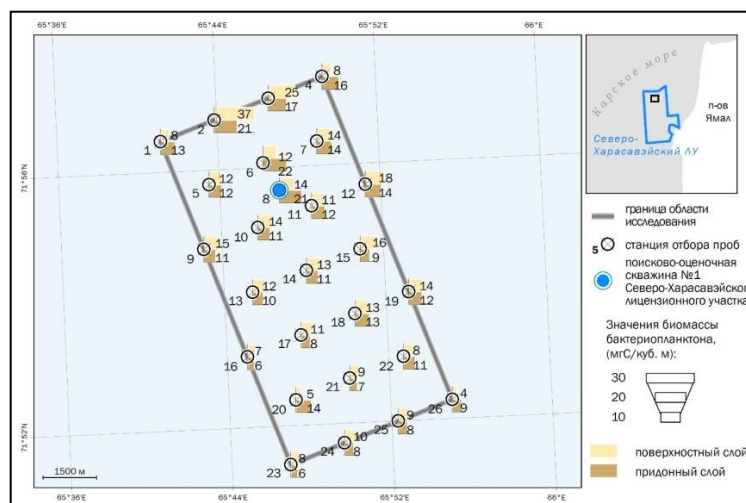 65°36'E 65°44'E 65°52'E 66°E
4 8 16
25 17
2 37 21
1 8 13
7 14 14
6 12 22
71°56'N
5 12 12
8 14 21
12 18 14
11 11 12
10 14 11
9 15 11
15 16 9
14 13 11
13 12 10
19 14 12
18 13 13
17 11 8
16 7 6
22 8 11
21 9 7
20 5 14
26 4 9
25 9 8
24 10 8
23 8 6
71°52'N
1500 м
65°36'E 65°44'E 65°52'E 66°E
Карское море
п-ов
Ямал
Северо-
Харасавэйский ЛУ
граница области
исследования
5 станция отбора проб
поисково-оценочная
скважина №1
Северо-Харасавэйског
лицензионного участка
Значения биомассы
бактериопланктона,
(мгС/куб. м):
30
20
10
поверхностный слой
придонный слой